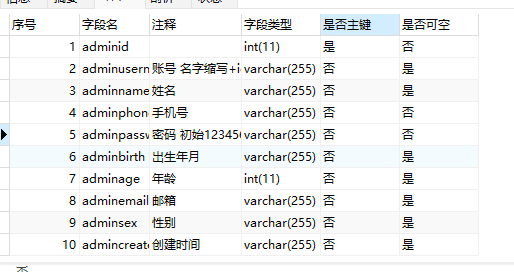 序号 字段名 注释 字段类型 是否主键 是否可空
1 adminid int(11) 是 否
2 adminusern 账号 名字缩写+i varchar(255) 否 是
3 adminname 姓名 varchar(255) 否 是
4 adminphon 手机号 varchar(255) 否 否
5 adminpassw 密码 初始123456 varchar(255) 否 否
6 adminbirth 出生年月 varchar(255) 否 是
7 adminage 年龄 int(11) 否 是
8 adminemail 邮箱 varchar(255) 否 是
9 adminsex 性别 varchar(255) 否 是
10 admincreate 创建时间 varchar(255) 否 是
否